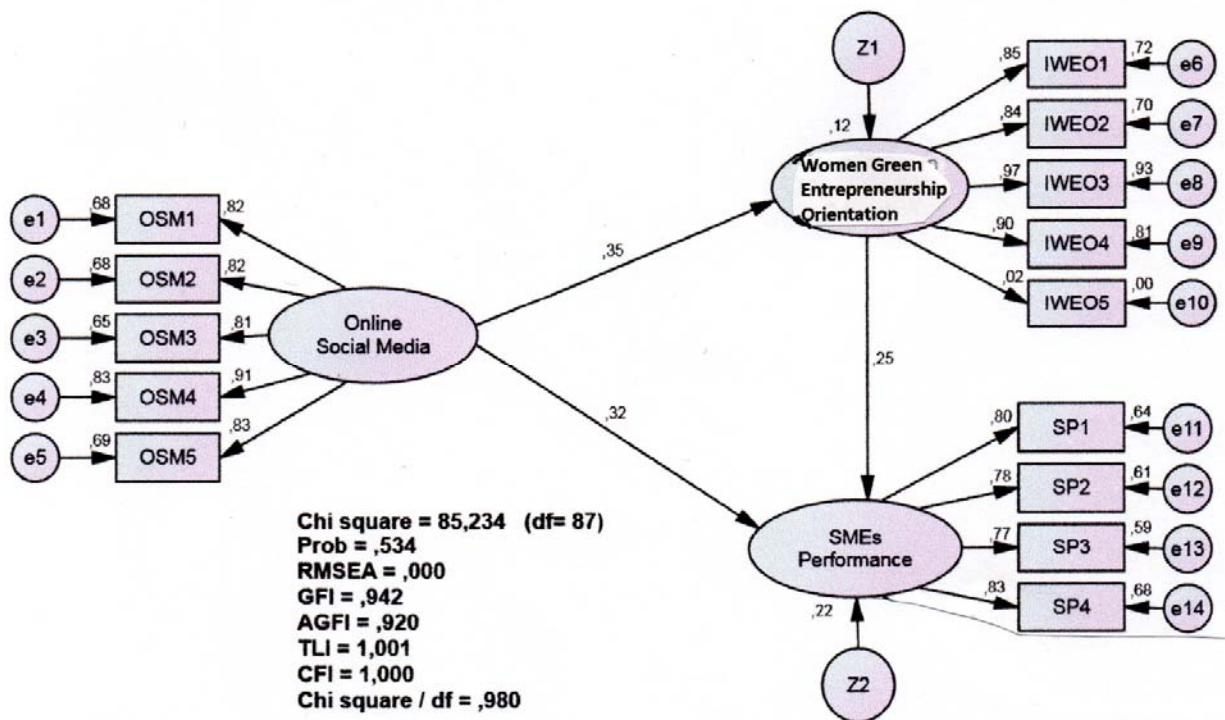 Z1
,12
Women Green
Entrepreneurship
Orientation
,85
IWEO1
,72
e6
,84
IWEO2
,70
e7
,97
IWEO3
,93
e8
,90
IWEO4
,81
e9
,02
IWEO5
,00
e10
e1
,68
OSM1
,82
e2
,68
OSM2
,82
e3
,65
OSM3
,81
e4
,83
OSM4
,91
e5
,69
OSM5
,83
Online
Social Media
,35
,32
,25
SMEs
Performance
,22
Z2
,80
SP1
,64
e11
,78
SP2
,61
e12
,77
SP3
,59
e13
,83
SP4
,68
e14
Chi square = 85,234 (df= 87)
Prob = ,534
RMSEA = ,000
GFI = ,942
AGFI = ,920
TLI = 1,001
CFI = 1,000
Chi square / df = ,980